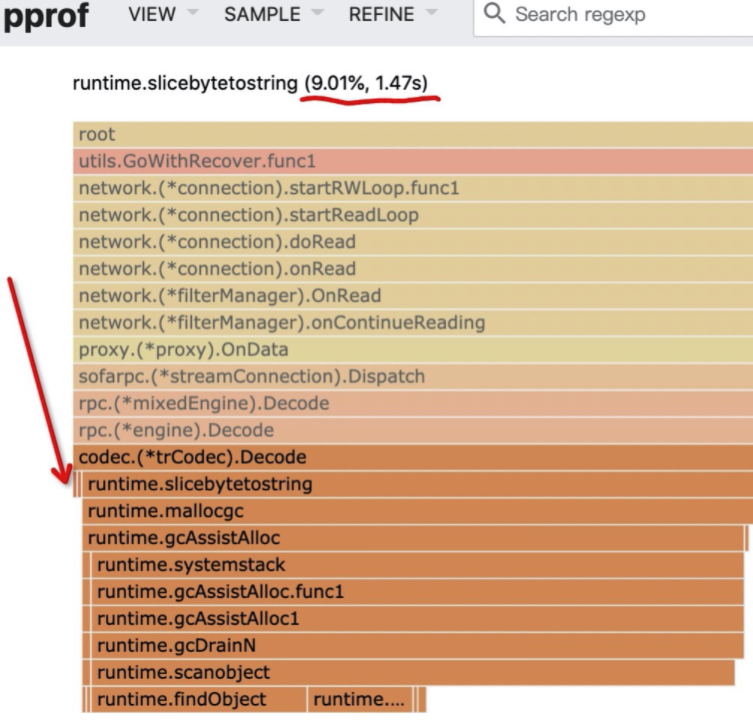 pprof VIEW SAMPLE REFINE Search regexp
runtime.slicebytetostring (9.01%, 1.47s)
root
utils.GoWithRecover.func1
network.(*connection).startRWLoop.func1
network.(*connection).startReadLoop
network.(*connection).doRead
network.(*connection).onRead
network.(*filterManager).OnRead
network.(*filterManager).onContinueReading
proxy.(*proxy).OnData
sofarpc.(*streamConnection).Dispatch
rpc.(*mixedEngine).Decode
rpc.(*engine).Decode
codec.(*trCodec).Decode
runtime.slicebytetostring
runtime.mallocgc
runtime.gcAssistAlloc
runtime.systemstack
runtime.gcAssistAlloc.func1
runtime.gcAssistAlloc1
runtime.gcDrainN
runtime.scanobject
runtime.findObject runtime....